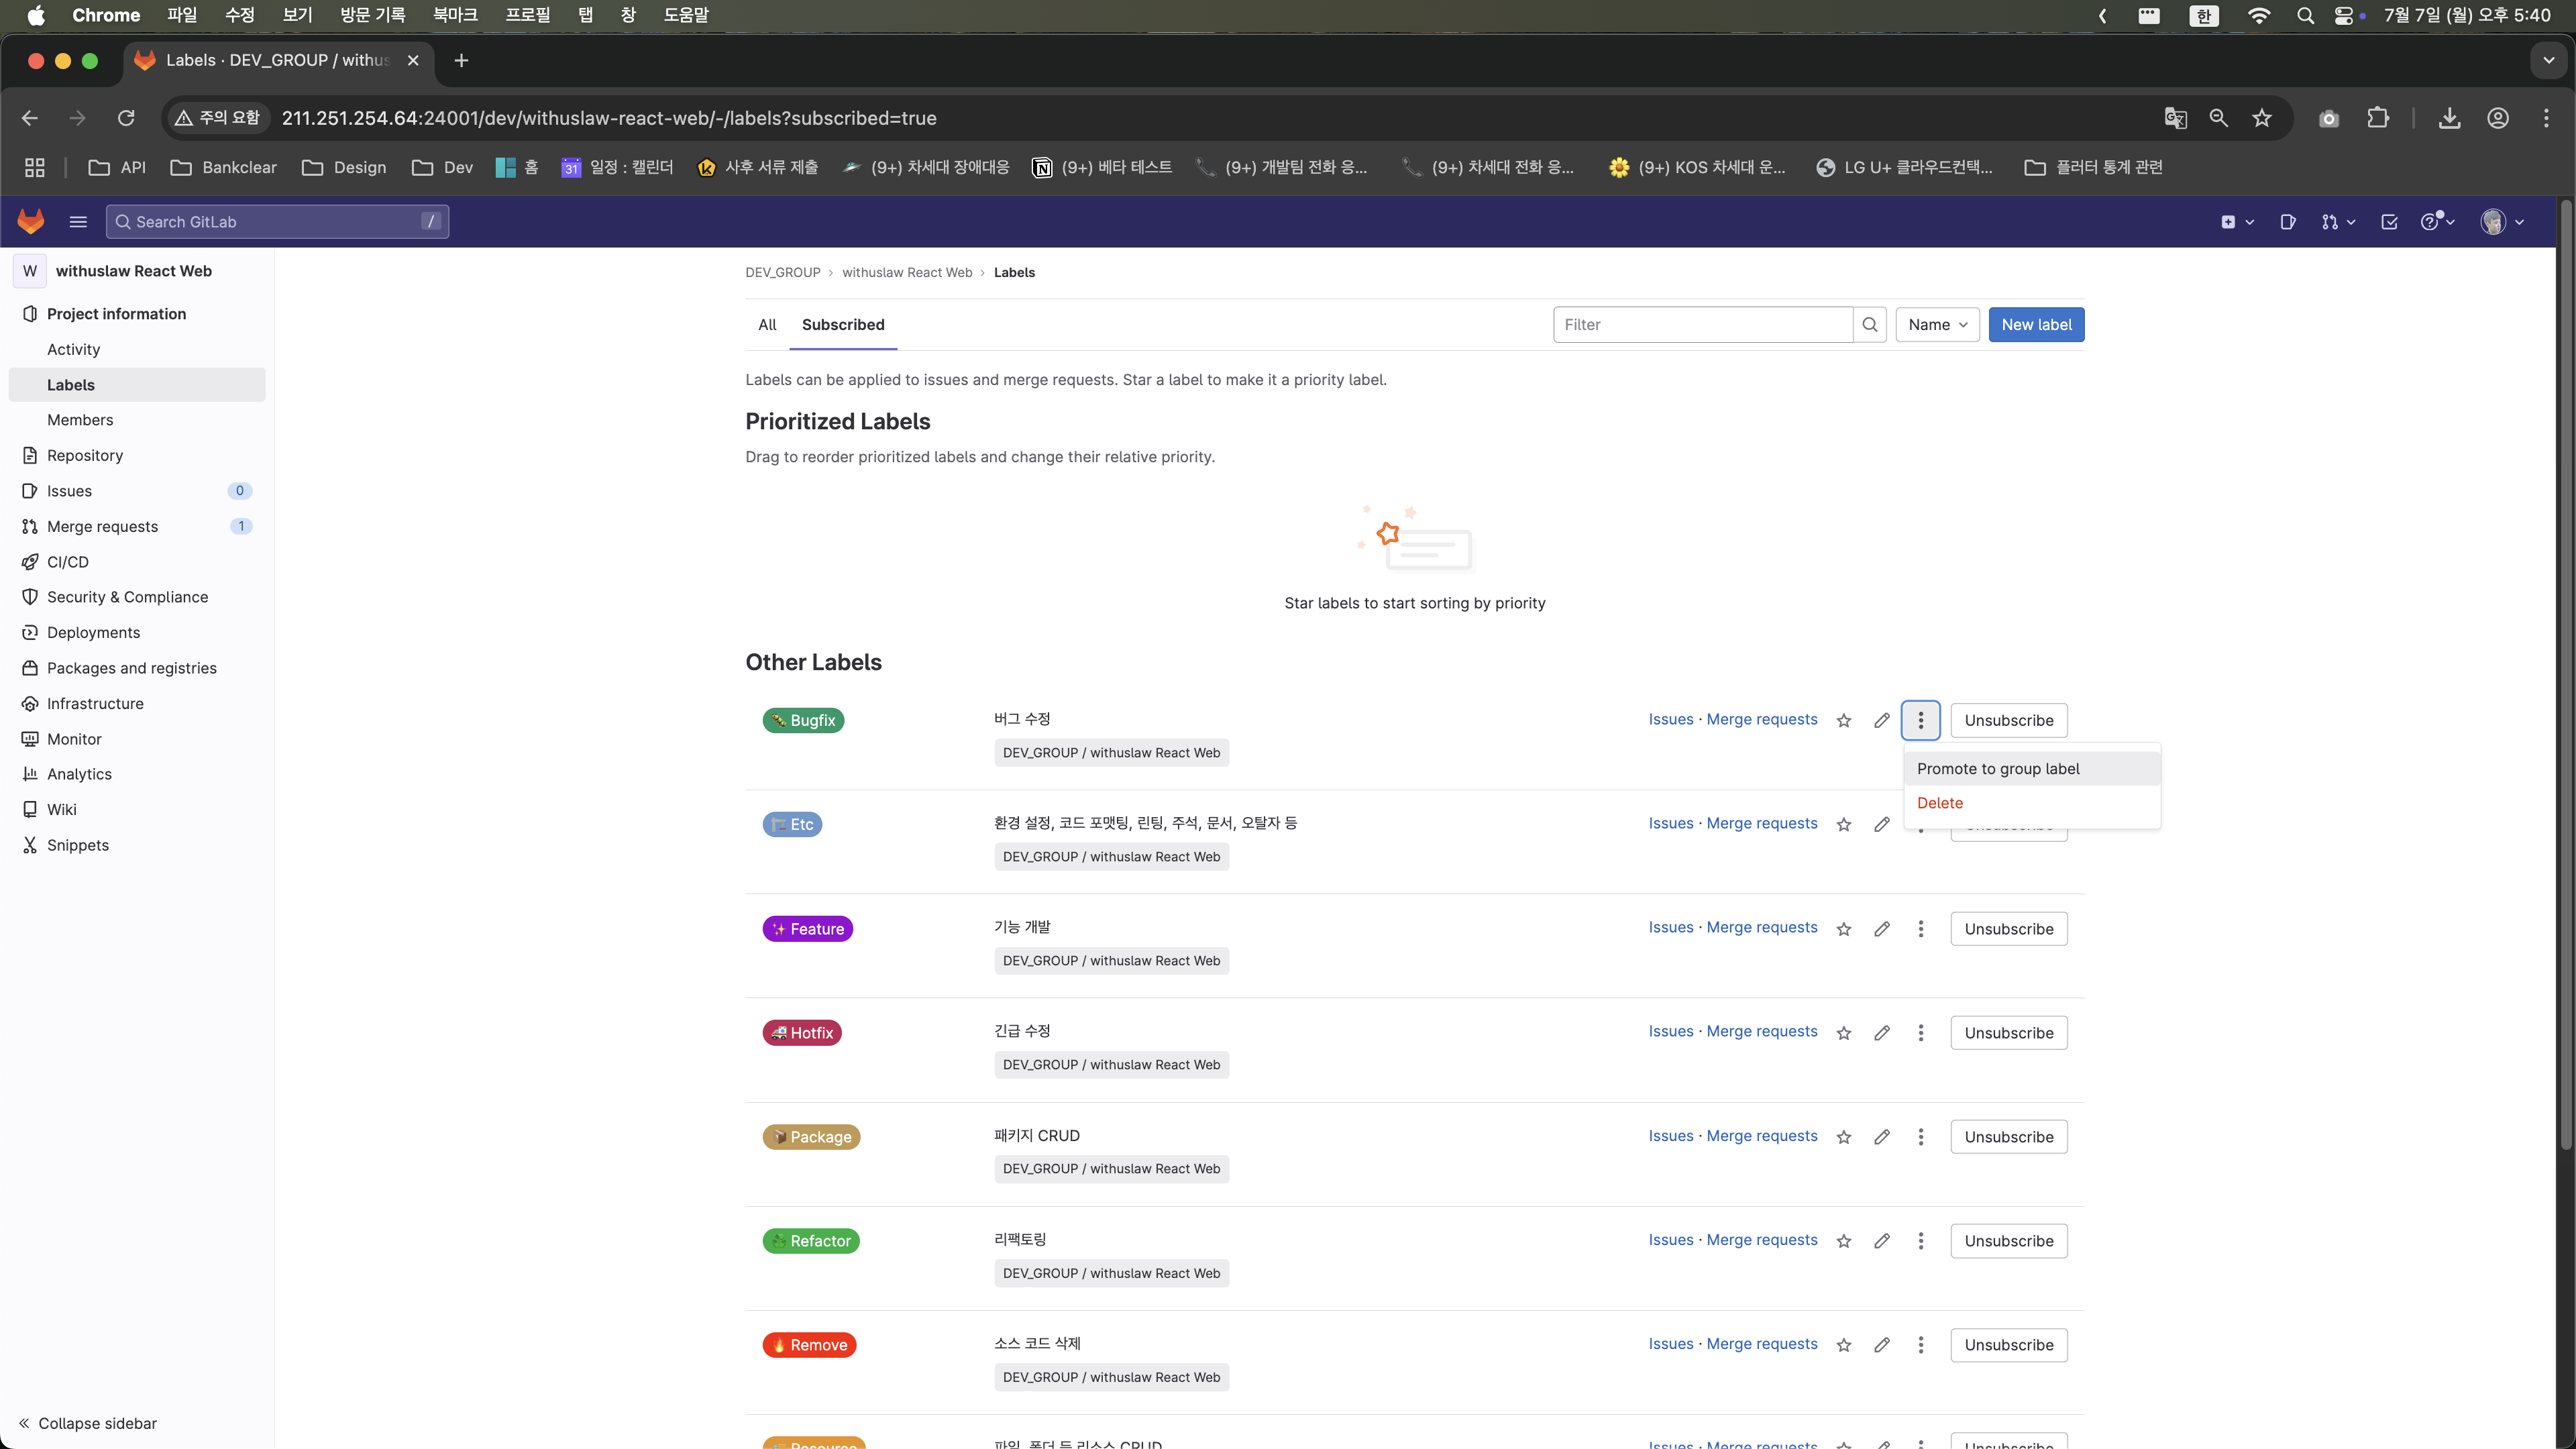 Chrome 파일 수정 보기 방문 기록 북마크 프로필 탭 창 도움말 한 7월 7일 (월) 오후 5:40
Labels · DEV_GROUP / withus
주의 요함 211.251.254.64:24001/dev/withuslaw-react-web/-/labels?subscribed=true
API Bankclear Design Dev 홈 31 일정 : 캘린더 사후 서류 제출 (9+) 차세대 장애대응 (9+) 베타 테스트 (9+) 개발팀 전화 응... (9+) 차세대 전화 응... (9+) KOS 차세대 운... LG U+ 클라우드컨택... 플러터 통계 관련
Search GitLab /
W withuslaw React Web
Project information
Activity
Labels
Members
Repository
Issues 0
Merge requests 1
CI/CD
Security & Compliance
Deployments
Packages and registries
Infrastructure
Monitor
Analytics
Wiki
Snippets
Collapse sidebar
DEV_GROUP › withuslaw React Web › Labels
All Subscribed Filter Name New label
Labels can be applied to issues and merge requests. Star a label to make it a priority label.
Prioritized Labels
Drag to reorder prioritized labels and change their relative priority.
Star labels to start sorting by priority
Other Labels
Bugfix 버그 수정 Issues · Merge requests Unsubscribe
DEV_GROUP / withuslaw React Web
Promote to group label
Delete
Etc 환경 설정, 코드 포맷팅, 린팅, 주석, 문서, 오탈자 등 Issues · Merge requests Unsubscribe
DEV_GROUP / withuslaw React Web
Feature 기능 개발 Issues · Merge requests Unsubscribe
DEV_GROUP / withuslaw React Web
Hotfix 긴급 수정 Issues · Merge requests Unsubscribe
DEV_GROUP / withuslaw React Web
Package 패키지 CRUD Issues · Merge requests Unsubscribe
DEV_GROUP / withuslaw React Web
Refactor 리팩토링 Issues · Merge requests Unsubscribe
DEV_GROUP / withuslaw React Web
Remove 소스 코드 삭제 Issues · Merge requests Unsubscribe
DEV_GROUP / withuslaw React Web
Resource 파일, 폴더 등 리소스 CRUD Issues · Merge requests Unsubscribe